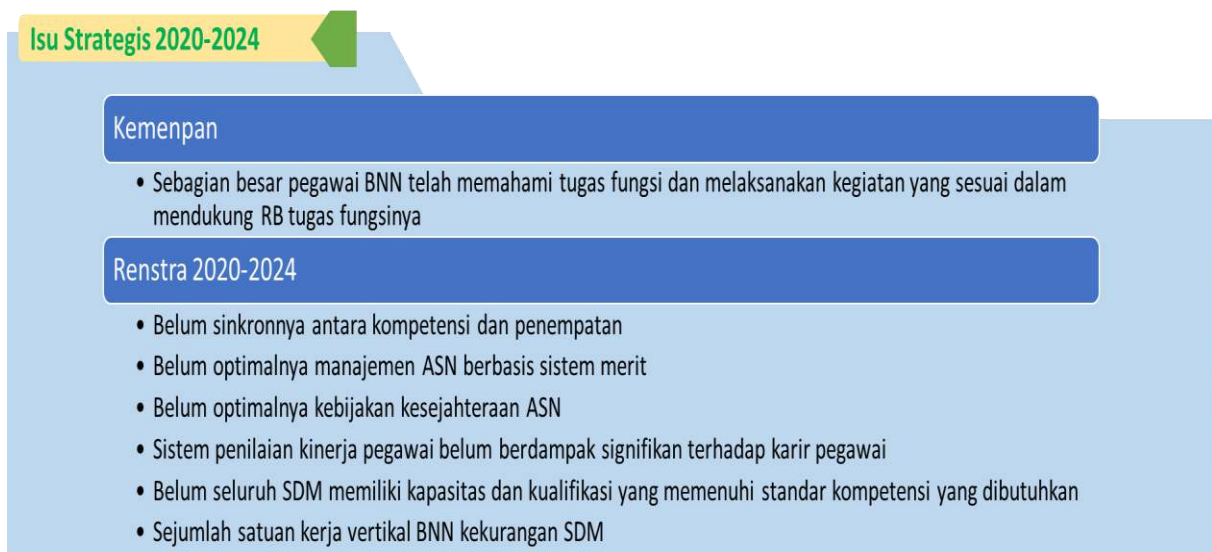 Isu Strategis 2020-2024
Kemenpan
• Sebagian besar pegawai BNN telah memahami tugas fungsi dan melaksanakan kegiatan yang sesuai dalam
mendukung RB tugas fungsinya
Renstra 2020-2024
• Belum sinkronnya antara kompetensi dan penempatan
• Belum optimalnya manajemen ASN berbasis sistem merit
• Belum optimalnya kebijakan kesejahteraan ASN
• Sistem penilaian kinerja pegawai belum berdampak signifikan terhadap karir pegawai
• Belum seluruh SDM memiliki kapasitas dan kualifikasi yang memenuhi standar kompetensi yang dibutuhkan
• Sejumlah satuan kerja vertikal BNN kekurangan SDM